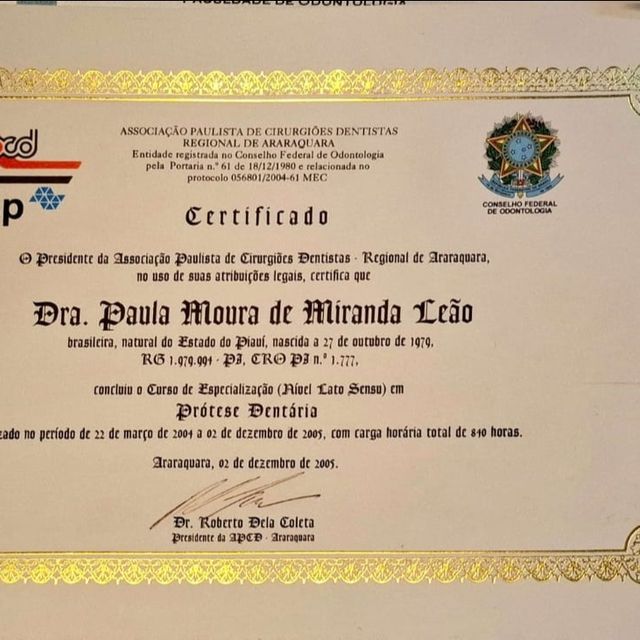 FACULDADE DE ODONTOLOGIA
ASSOCIAÇÃO PAULISTA DE CIRURGIÕES DENTISTAS
REGIONAL DE ARARAQUARA
Entidade registrada no Conselho Federal de Odontologia
pela Portaria n.º 61 de 18/12/1980 e relacionada no
protocolo 056801/2004-61 MEC
cd
p
CONSELHO FEDERAL
DE ODONTOLOGIA
Certificado
O Presidente da Associação Paulista de Cirurgiões Dentistas - Regional de Araraquara,
no uso de suas atribuições legais, certifica que
Dra. Paula Moura de Miranda Leão
brasileira, natural do Estado do Piauí, nascida a 27 de outubro de 1979,
RG 1.979.991 - PI, CRO PI n.º 1.777,
concluiu o Curso de Especialização (Nível Lato Sensu) em
Prótese Dentária
zado no período de 22 de março de 2004 a 02 de dezembro de 2005, com carga horária total de 840 horas.
Araraquara, 02 de dezembro de 2005.
Dr. Roberto Dela Coleta
Presidente da APCD - Araraquara